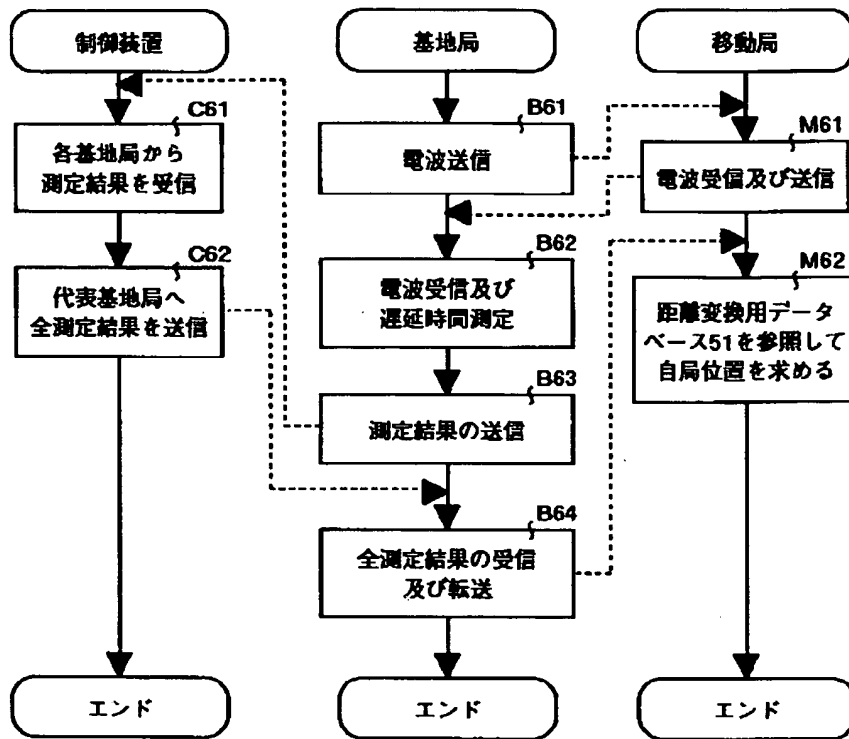 制御装置
基地局
移動局
C61
各基地局から
測定結果を受信
C62
代表基地局へ
全測定結果を送信
エンド
B61
電波送信
B62
電波受信及び
遅延時間測定
B63
測定結果の送信
B64
全測定結果の受信
及び転送
エンド
M61
電波受信及び送信
M62
距離変換用データ
ベース51を参照して
自局位置を求める
エンド